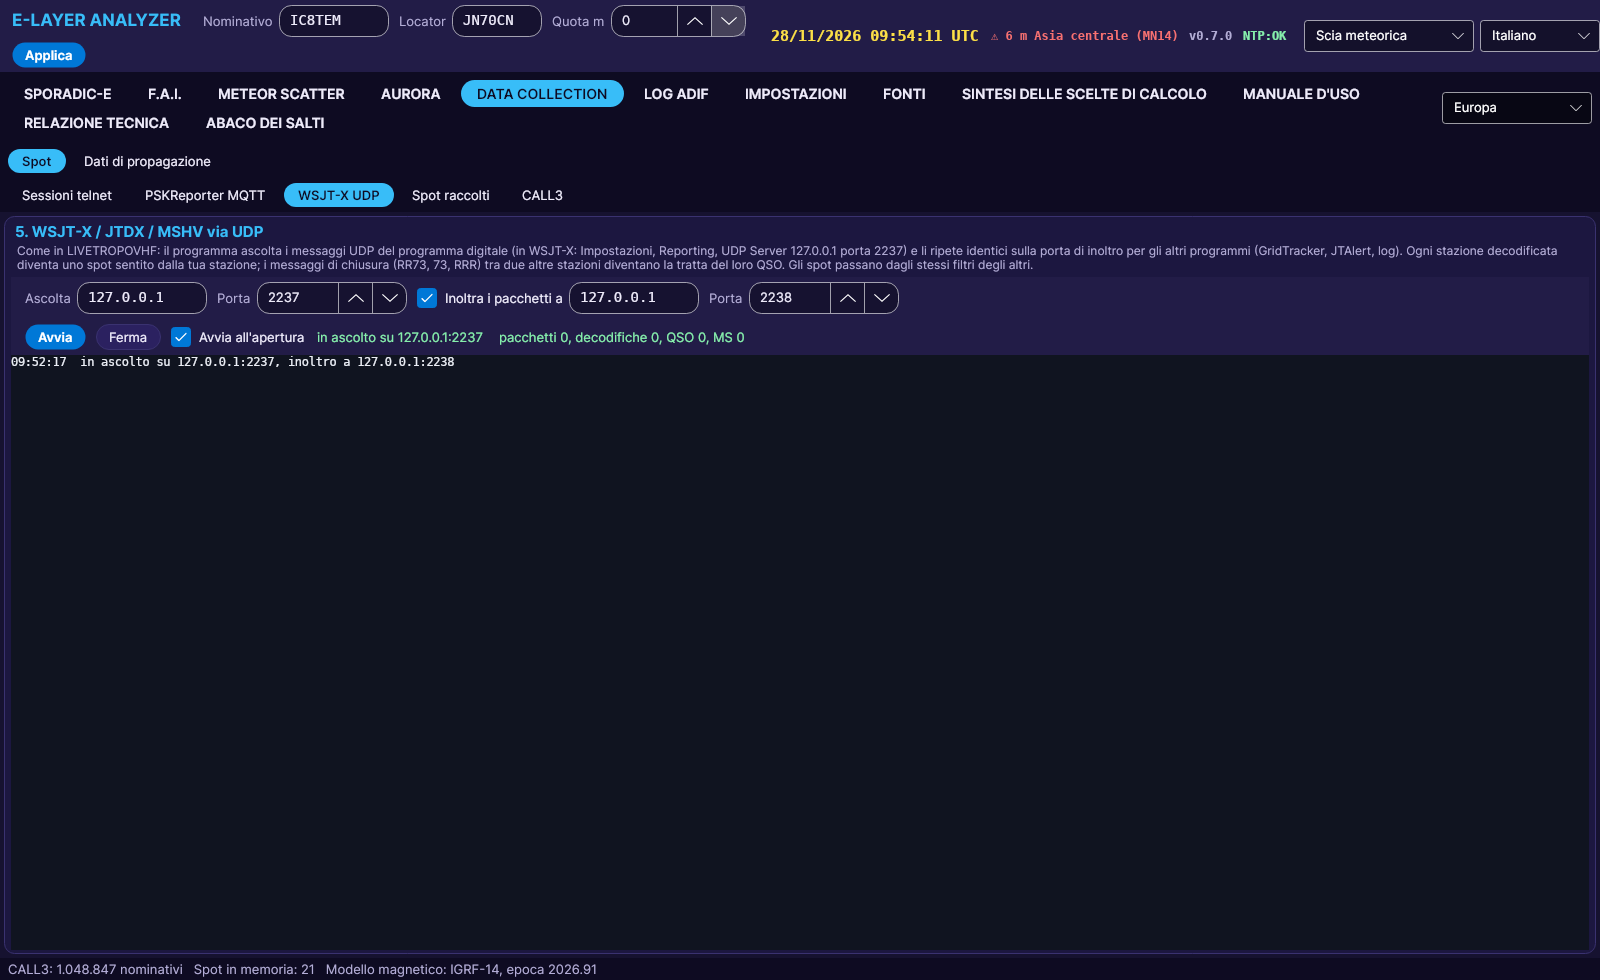 E-LAYER ANALYZER Nominativo IC8TEM Locator JN70CN Quota m 0
28/11/2026 09:54:11 UTC ⚠ 6 m Asia centrale (MN14) v0.7.0 NTP:OK Scia meteorica Italiano
Applica
SPORADIC-E F.A.I. METEOR SCATTER AURORA DATA COLLECTION LOG ADIF IMPOSTAZIONI FONTI SINTESI DELLE SCELTE DI CALCOLO MANUALE D'USO
Europa
RELAZIONE TECNICA ABACO DEI SALTI
Spot Dati di propagazione
Sessioni telnet PSKReporter MQTT WSJT-X UDP Spot raccolti CALL3
5. WSJT-X / JTDX / MSHV via UDP
Come in LIVETROPOVHF: il programma ascolta i messaggi UDP del programma digitale (in WSJT-X: Impostazioni, Reporting, UDP Server 127.0.0.1 porta 2237) e li ripete identici sulla porta di inoltro per gli altri programmi (GridTracker, JTAlert, log). Ogni stazione decodificata
diventa uno spot sentito dalla tua stazione; i messaggi di chiusura (RR73, 73, RRR) tra due altre stazioni diventano la tratta del loro QSO. Gli spot passano dagli stessi filtri degli altri.
Ascolta 127.0.0.1 Porta 2237 Inoltra i pacchetti a 127.0.0.1 Porta 2238
Avvia Ferma Avvia all'apertura in ascolto su 127.0.0.1:2237 pacchetti 0, decodifiche 0, QSO 0, MS 0
09:52:17 in ascolto su 127.0.0.1:2237, inoltro a 127.0.0.1:2238
CALL3: 1.048.847 nominativi Spot in memoria: 21 Modello magnetico: IGRF-14, epoca 2026.91